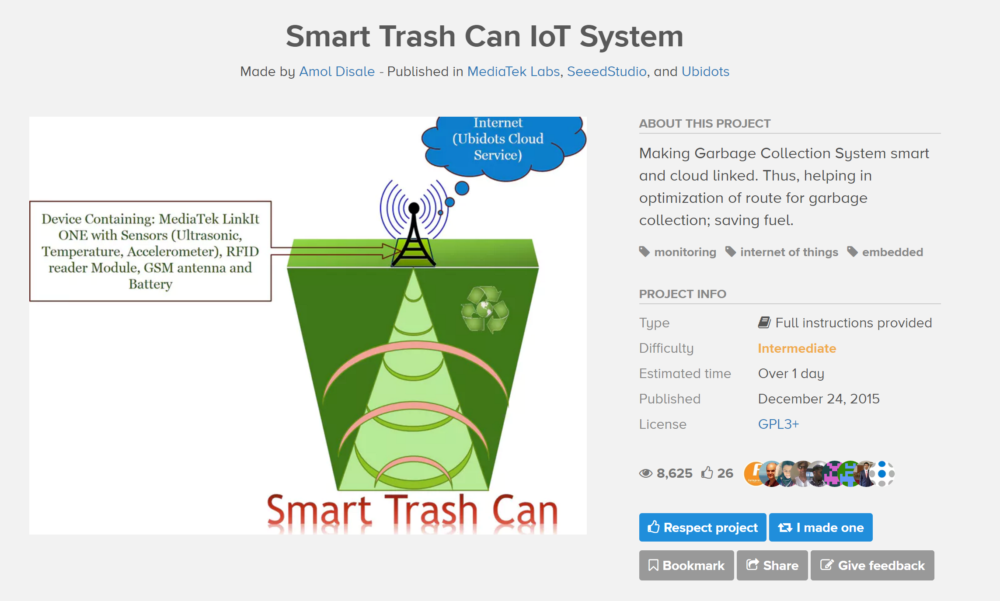 Smart Trash Can IoT System
Made by Amol Disale - Published in MediaTek Labs, SeeedStudio, and Ubidots
Internet
(Ubidots Cloud
Service)
Device Containing: MediaTek LinkIt
ONE with Sensors (Ultrasonic,
Temperature, Accelerometer), RFID
reader Module, GSM antenna and
Battery
Smart Trash Can
ABOUT THIS PROJECT
Making Garbage Collection System smart
and cloud linked. Thus, helping in
optimization of route for garbage
collection; saving fuel.
monitoring internet of things embedded
PROJECT INFO
Type Full instructions provided
Difficulty Intermediate
Estimated time Over 1 day
Published December 24, 2015
License GPL3+
8,625 26
Respect project I made one
Bookmark Share Give feedback